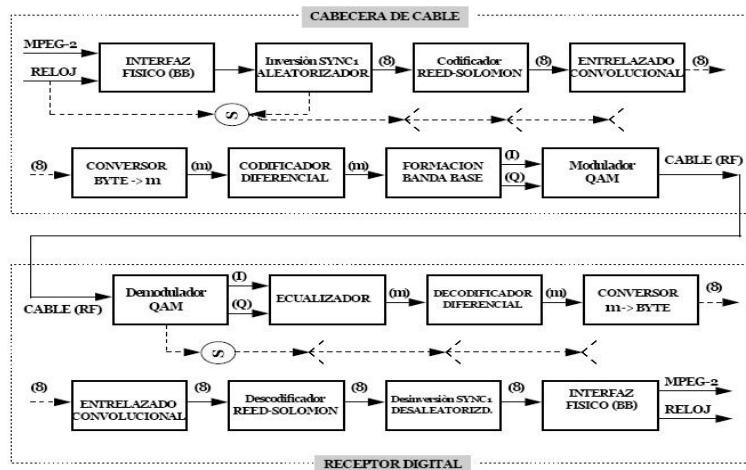 CABECERA DE CABLE
MPEG-2
RELOJ
INTERFAZ
FISICO (BB)
Inversión SYNC1
ALEATORIZADOR
(8)
Codificador
REED-SOLOMON
(8)
ENTRELAZADO
CONVOLUCIONAL
(8)
S
(8)
CONVERSOR
BYTE -> m
(m)
CODIFICADOR
DIFERENCIAL
(m)
FORMACION
BANDA BASE
(I)
(Q)
Modulador
QAM
CABLE (RF)
CABLE (RF)
Demodulador
QAM
(I)
(Q)
ECUALIZADOR
(m)
DECODIFICADOR
DIFERENCIAL
(m)
CONVERSOR
m-> BYTE
(8)
S
(8)
ENTRELAZADO
CONVOLUCIONAL
(8)
Descodificador
REED-SOLOMON
(8)
Desinversión SYNC1
DESALEATORIZD.
(8)
INTERFAZ
FISICO (BB)
MPEG-2
RELOJ
RECEPTOR DIGITAL